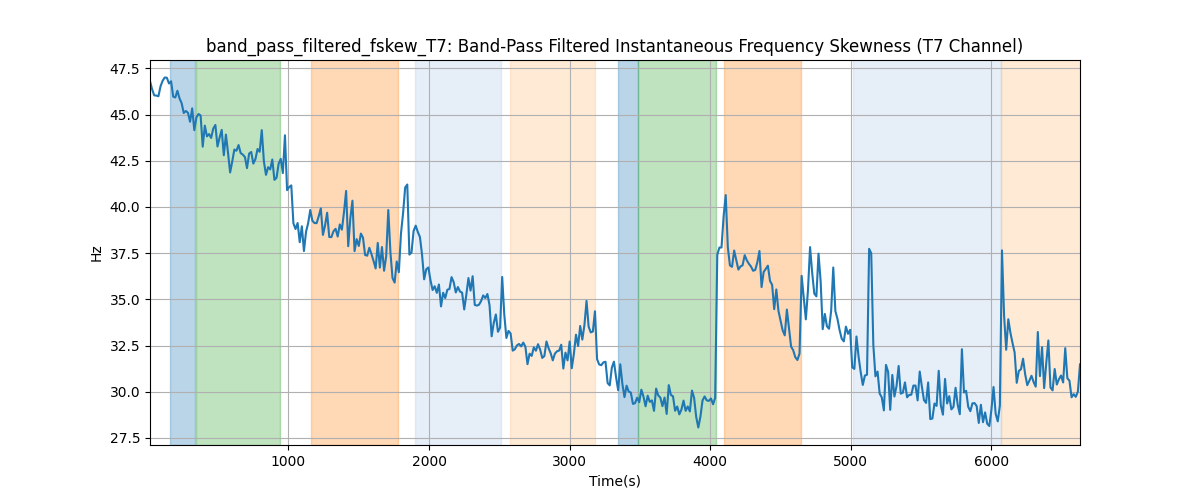 band_pass_filtered_fskew_T7: Band-Pass Filtered Instantaneous Frequency Skewness (T7 Channel)
47.5
45.0
42.5
40.0
37.5
35.0
32.5
30.0
27.5
Hz
1000 2000 3000 4000 5000 6000
Time(s)